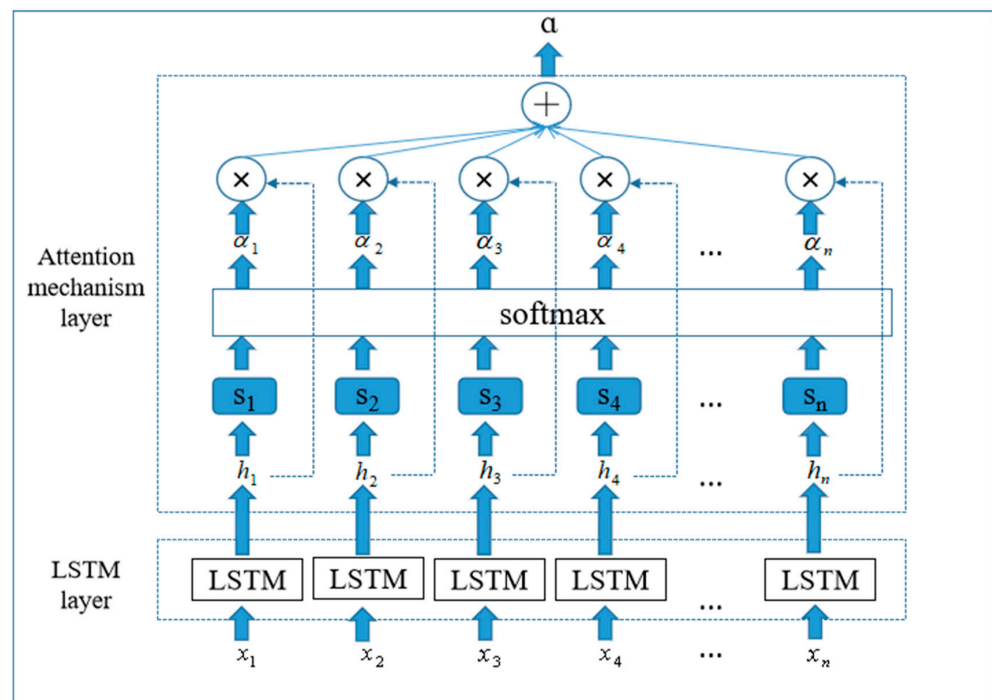 ɑ
+
× × × × ×
α₁ α₂ α₃ α₄ ... αₙ
Attention
mechanism
layer
softmax
s₁ s₂ s₃ s₄ ... sₙ
h₁ h₂ h₃ h₄ ... hₙ
LSTM
layer
LSTM LSTM LSTM LSTM ... LSTM
x₁ x₂ x₃ x₄ ... xₙ